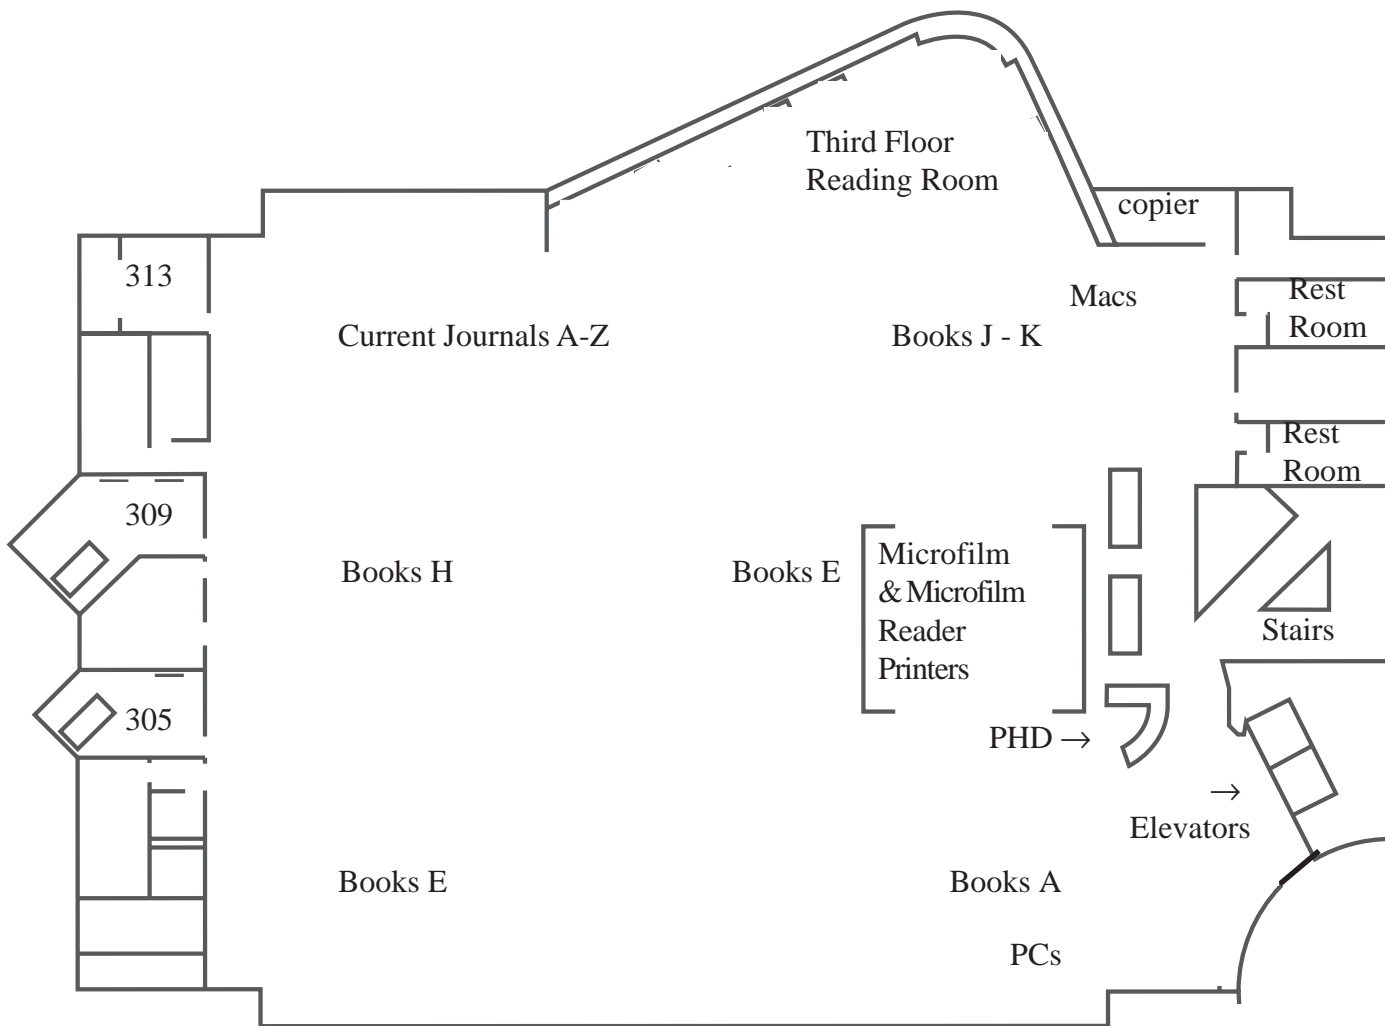 Third Floor
Reading Room
copier
313
Macs
Rest
Room
Current Journals A-Z
Books J - K
Rest
Room
309
Books H
Books E
Microfilm
& Microfilm
Reader
Printers
Stairs
305
PHD →
→
Elevators
Books E
Books A
PCs